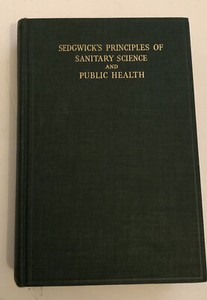 SEDGWICK'S PRINCIPLES OF
SANITARY SCIENCE
AND
PUBLIC HEALTH